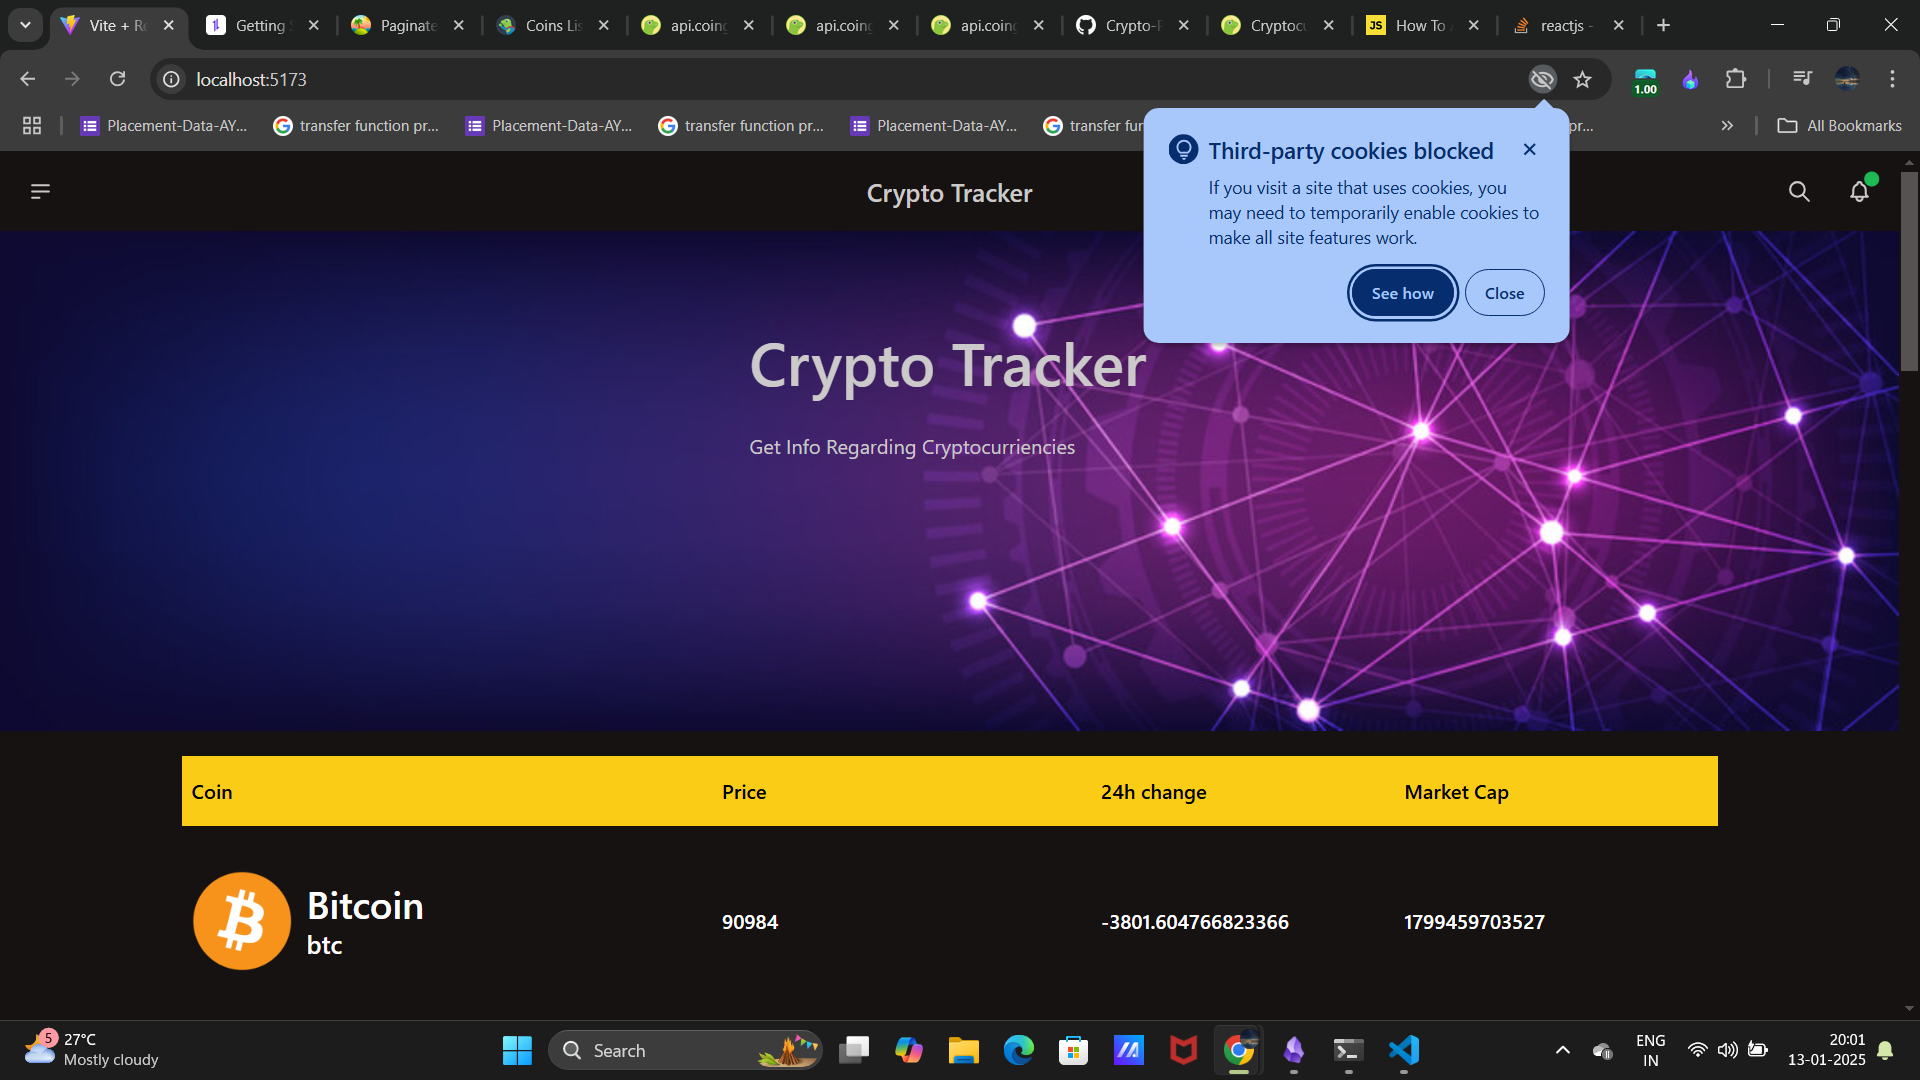 Vite + Re
Getting S
Paginate
Coins Lis
api.coing
api.coing
api.coing
Crypto-P
Cryptocu
JS
How To A
reactjs -
localhost:5173
1.00
Placement-Data-AY...
transfer function pr...
Placement-Data-AY...
transfer function pr...
Placement-Data-AY...
transfer fur
pr...
All Bookmarks
Third-party cookies blocked
If you visit a site that uses cookies, you
may need to temporarily enable cookies to
make all site features work.
See how
Close
Crypto Tracker
Crypto Tracker
Get Info Regarding Cryptocurriencies
Coin
Price
24h change
Market Cap
Bitcoin
btc
90984
-3801.604766823366
1799459703527
5
27°C
Mostly cloudy
Search
ENG
IN
20:01
13-01-2025